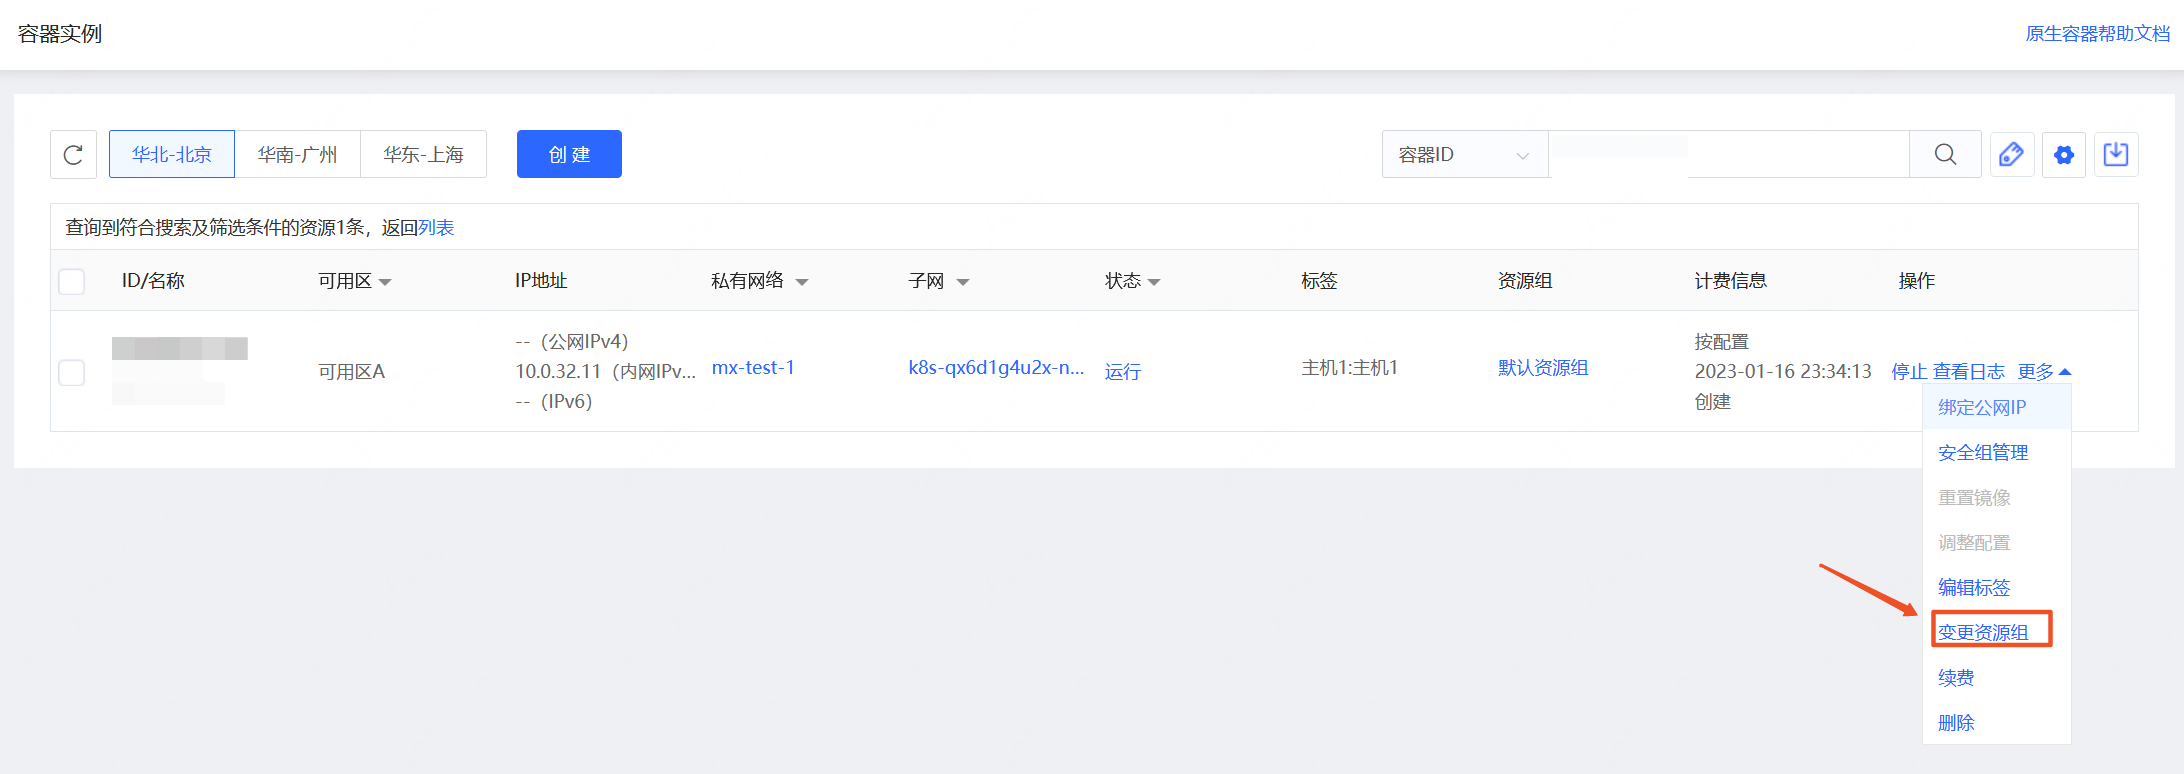 容器实例
原生容器帮助文档
华北-北京 华南-广州 华东-上海 创 建 容器ID
查询到符合搜索及筛选条件的资源1条，返回列表
ID/名称 可用区 IP地址 私有网络 子网 状态 标签 资源组 计费信息 操作
可用区A
--（公网IPv4）
10.0.32.11（内网IPv...
--（IPv6）
mx-test-1
k8s-qx6d1g4u2x-n...
运行
主机1:主机1
默认资源组
按配置
2023-01-16 23:34:13
创建
停止 查看日志 更多
绑定公网IP
安全组管理
重置镜像
调整配置
编辑标签
变更资源组
续费
删除